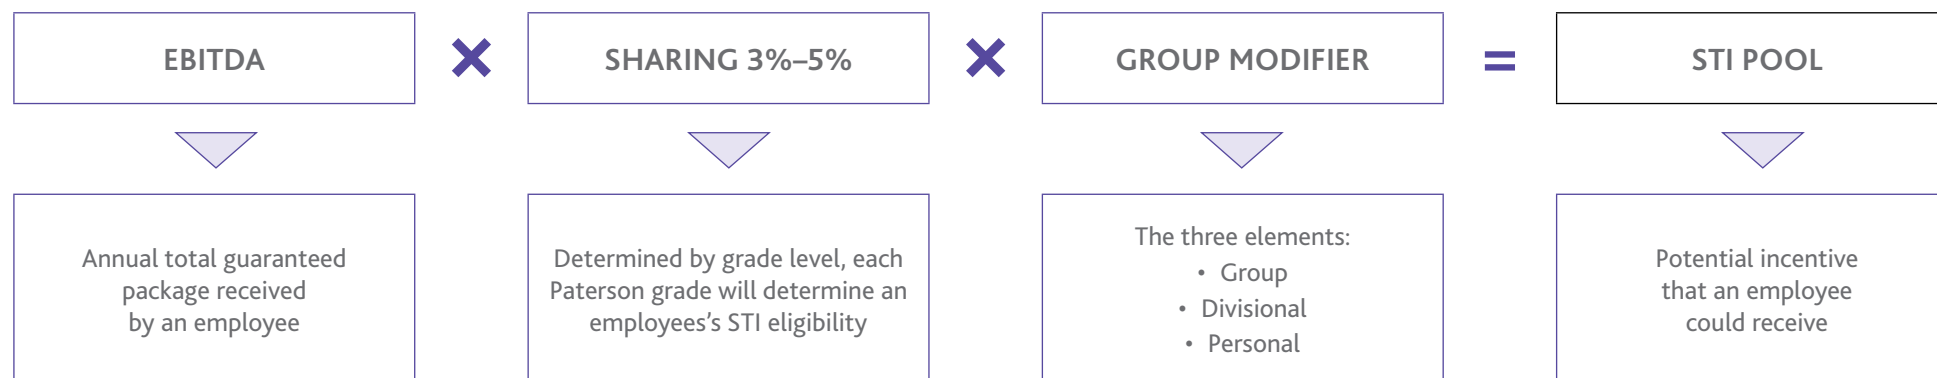 EBITDA × SHARING 3%–5% × GROUP MODIFIER = STI POOL
Annual total guaranteed
package received
by an employee
Determined by grade level, each
Paterson grade will determine an
employees's STI eligibility
The three elements:
• Group
• Divisional
• Personal
Potential incentive
that an employee
could receive